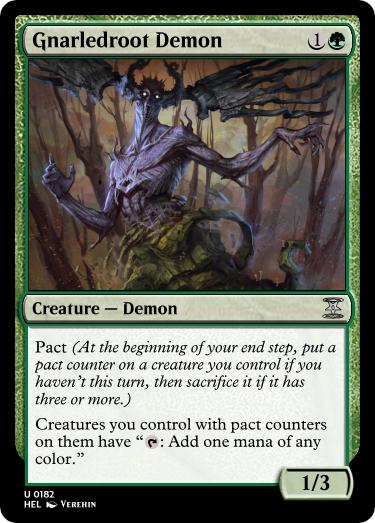 Gnarledroot Demon 1
Creature — Demon
Pact (At the beginning of your end step, put a
pact counter on a creature you control if you
haven't this turn, then sacrifice it if it has
three or more.)
Creatures you control with pact counters
on them have “: Add one mana of any
color.”
1/3
U 0182
HEL Verehin